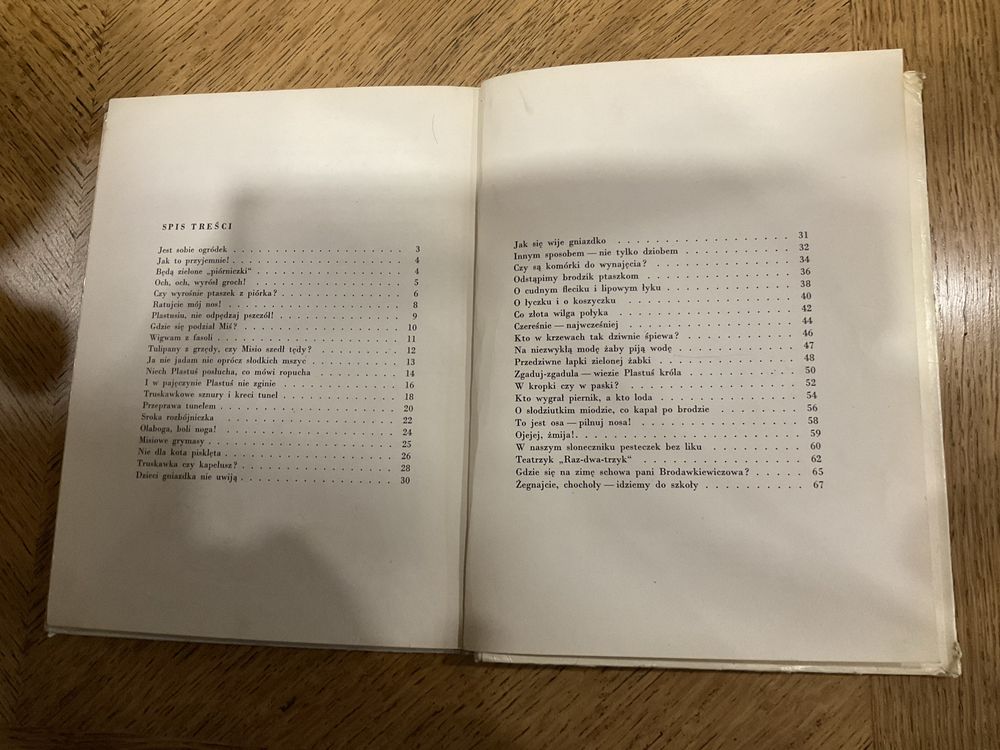 SPIS TREŚCI
Jest sobie ogródek . . . . . . . . . . . . . . . . . 3
Jak to przyjemnie! . . . . . . . . . . . . . . . . . 4
Będą zielone „piórniczki" . . . . . . . . . . . . . . 4
Och, och, wyrósł groch! . . . . . . . . . . . . . . . 5
Czy wyrośnie ptaszek z piórka? . . . . . . . . . . . 6
Ratujcie mój nos! . . . . . . . . . . . . . . . . . . 8
Plastusiu, nie odpędzaj pszczół! . . . . . . . . . . 9
Gdzie się podział Miś? . . . . . . . . . . . . . . . 10
Wigwam z fasoli . . . . . . . . . . . . . . . . . . . 11
Tulipany z grzędy, czy Misio szedł tędy? . . . . . . 12
Ja nie jadam nic oprócz słodkich mszyc . . . . . . . 13
Niech Plastuś posłucha, co mówi ropucha . . . . . . . 14
I w pajęczynie Plastuś nie zginie . . . . . . . . . . 16
Truskawkowe sznury i kreci tunel . . . . . . . . . . 18
Przeprawa tunelem . . . . . . . . . . . . . . . . . . 20
Sroka rozbójniczka . . . . . . . . . . . . . . . . . 22
Olaboga, boli noga! . . . . . . . . . . . . . . . . . 24
Misiowe grymasy . . . . . . . . . . . . . . . . . . . 25
Nie dla kota pisklęta . . . . . . . . . . . . . . . . 26
Truskawka czy kapelusz? . . . . . . . . . . . . . . . 28
Dzieci gniazdka nie uwiją . . . . . . . . . . . . . . 30
Jak się wije gniazdko . . . . . . . . . . . . . . . . 31
Innym sposobem — nie tylko dziobem . . . . . . . . . 32
Czy są komórki do wynajęcia? . . . . . . . . . . . . 34
Odstąpimy brodzik ptaszkom . . . . . . . . . . . . . 36
O cudnym fleciku i lipowym łyku . . . . . . . . . . . 38
O łyczku i o koszyczku . . . . . . . . . . . . . . . 40
Co złota wilga połyka . . . . . . . . . . . . . . . . 42
Czereśnie — najwcześniej . . . . . . . . . . . . . . 44
Kto w krzewach tak dziwnie śpiewa? . . . . . . . . . 46
Na niezwykłą modę żaby piją wodę . . . . . . . . . . 47
Przedziwne łapki zielonej żabki . . . . . . . . . . . 48
Zgaduj-zgadula — wiezie Plastuś króla . . . . . . . . 50
W kropki czy w paski? . . . . . . . . . . . . . . . . 52
Kto wygrał piernik, a kto loda . . . . . . . . . . . 54
O słodziutkim miodzie, co kapał po brodzie . . . . . 56
To jest osa — pilnuj nosa! . . . . . . . . . . . . . 58
Ojejej, żmija! . . . . . . . . . . . . . . . . . . . 59
W naszym słoneczniku pesteczek bez liku . . . . . . . 60
Teatrzyk „Raz-dwa-trzyk" . . . . . . . . . . . . . . 62
Gdzie się na zimę schowa pani Brodawkiewiczowa? . . . 65
Żegnajcie, chochoły — idziemy do szkoły . . . . . . . 67